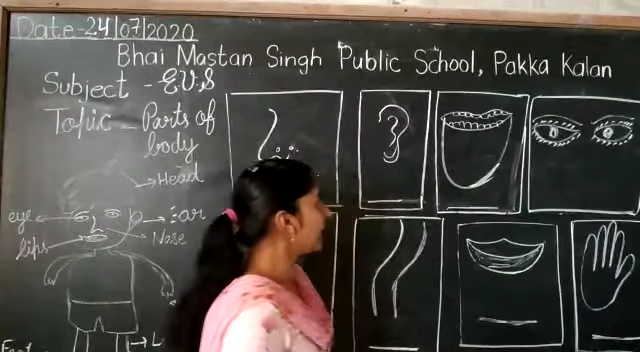 Date-24/07/2020
Bhai Mastan Singh Public School, Pakka Kalan
Subject - E.V.S
Topic - Parts of
body
Head
eye
Ear
Nose
lips